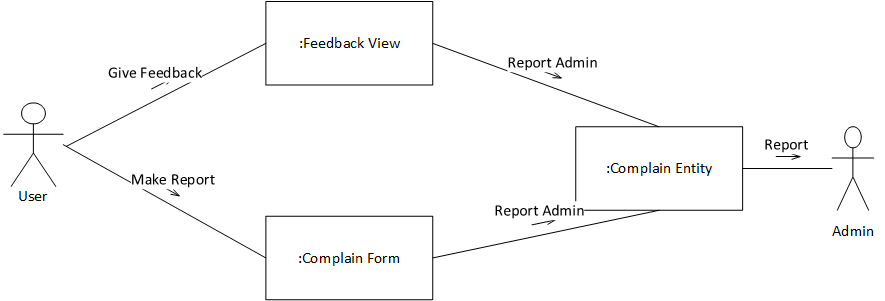 :Feedback View
Give Feedback
Report Admin
User
Make Report
:Complain Entity
Report
Report Admin
Admin
:Complain Form